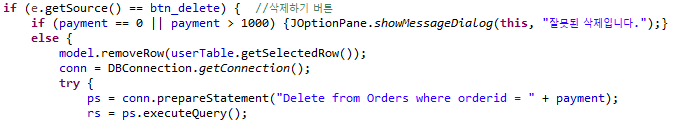 if (e.getSource() == btn_delete) {  //삭제하기 버튼
    if (payment == 0 || payment > 1000) {JOptionPane.showMessageDialog(this, "잘못된 삭제입니다.");}
    else {
        model.removeRow(userTable.getSelectedRow());
        conn = DBConnection.getConnection();
        try {
            ps = conn.prepareStatement("Delete from Orders where orderid = " + payment);
            rs = ps.executeQuery();